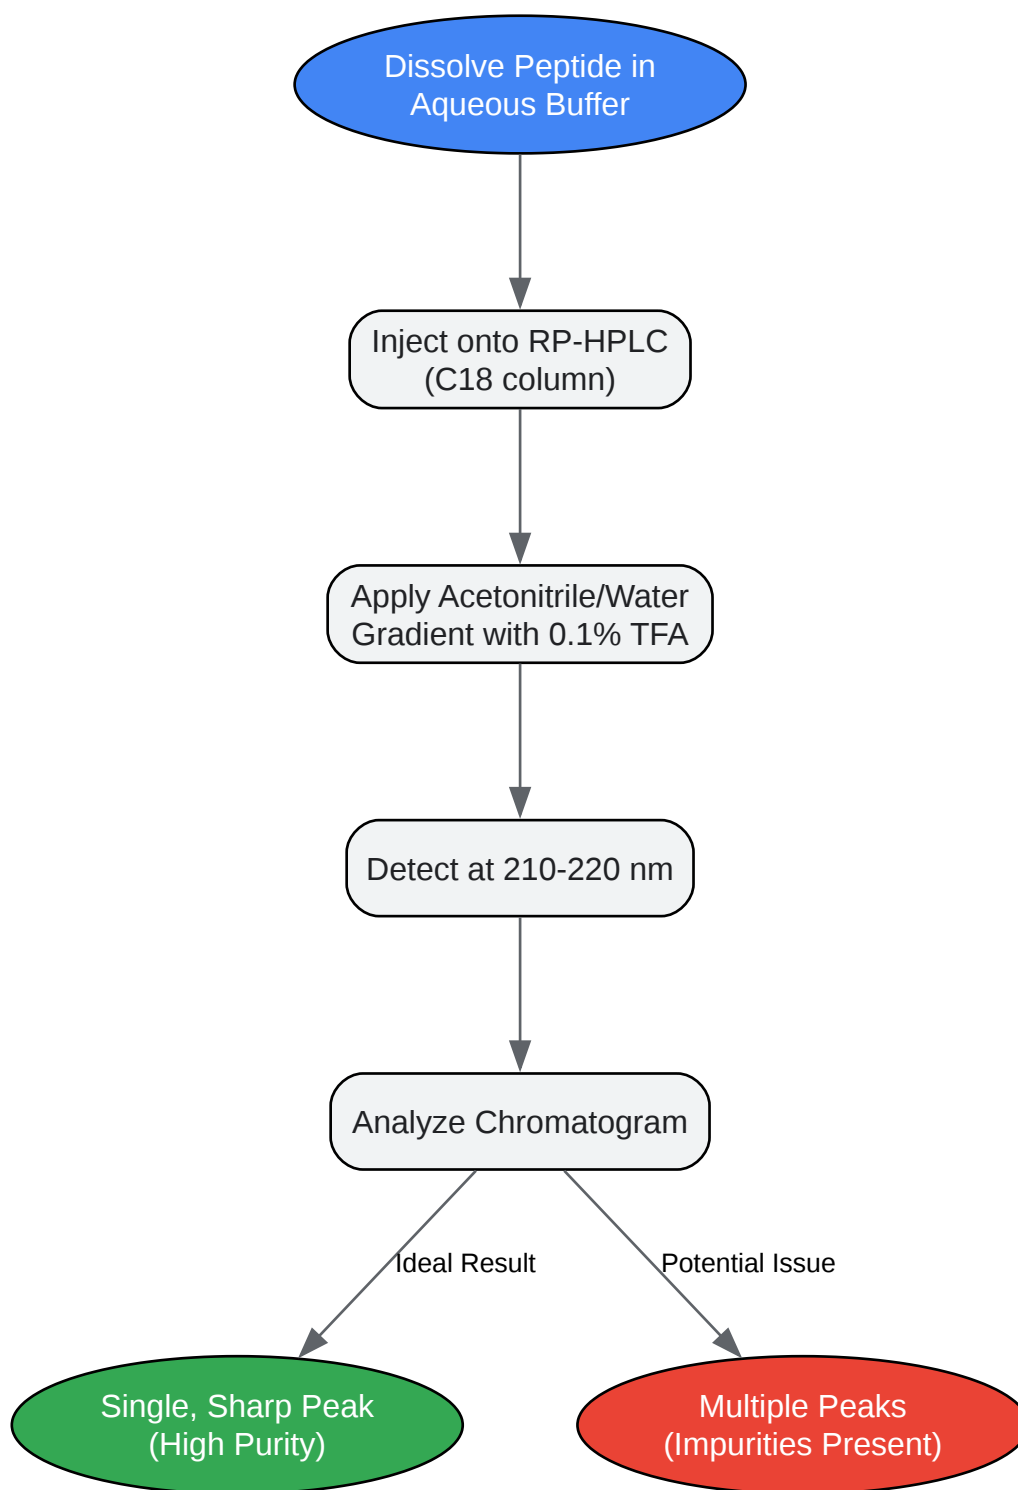 Dissolve Peptide in
Aqueous Buffer
Inject onto RP-HPLC
(C18 column)
Apply Acetonitrile/Water
Gradient with 0.1% TFA
Detect at 210-220 nm
Analyze Chromatogram
Ideal Result
Potential Issue
Single, Sharp Peak
(High Purity)
Multiple Peaks
(Impurities Present)